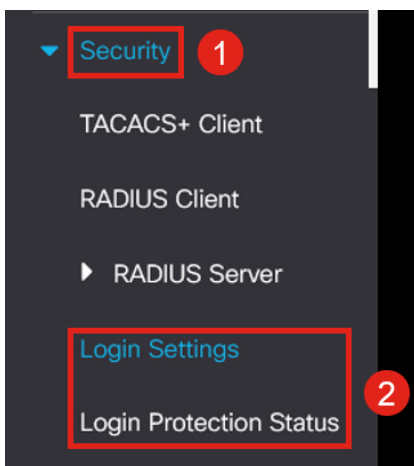 Security 1
TACACS+ Client
RADIUS Client
RADIUS Server
Login Settings
2
Login Protection Status